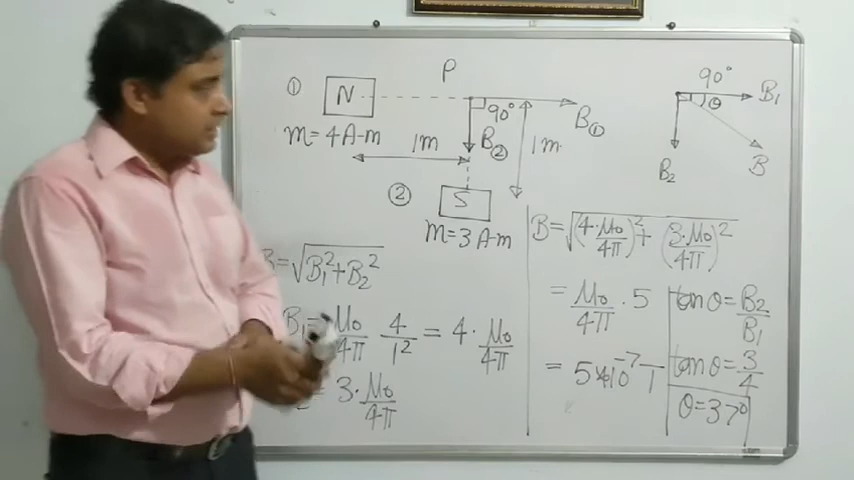 ① N P 90° B①
m = 4 A-m 1m B② 1m
② S
m = 3 A-m
B = √B₁² + B₂²
B₁ = μ₀/4π 4/1² = 4·μ₀/4π
= 3·μ₀/4π
90° θ B₁
B₂ B
B = √(4·μ₀/4π)² + (3·μ₀/4π)²
= μ₀/4π · 5
= 5×10⁻⁷ T
tanθ = B₂/B₁
tanθ = 3/4
θ = 37°